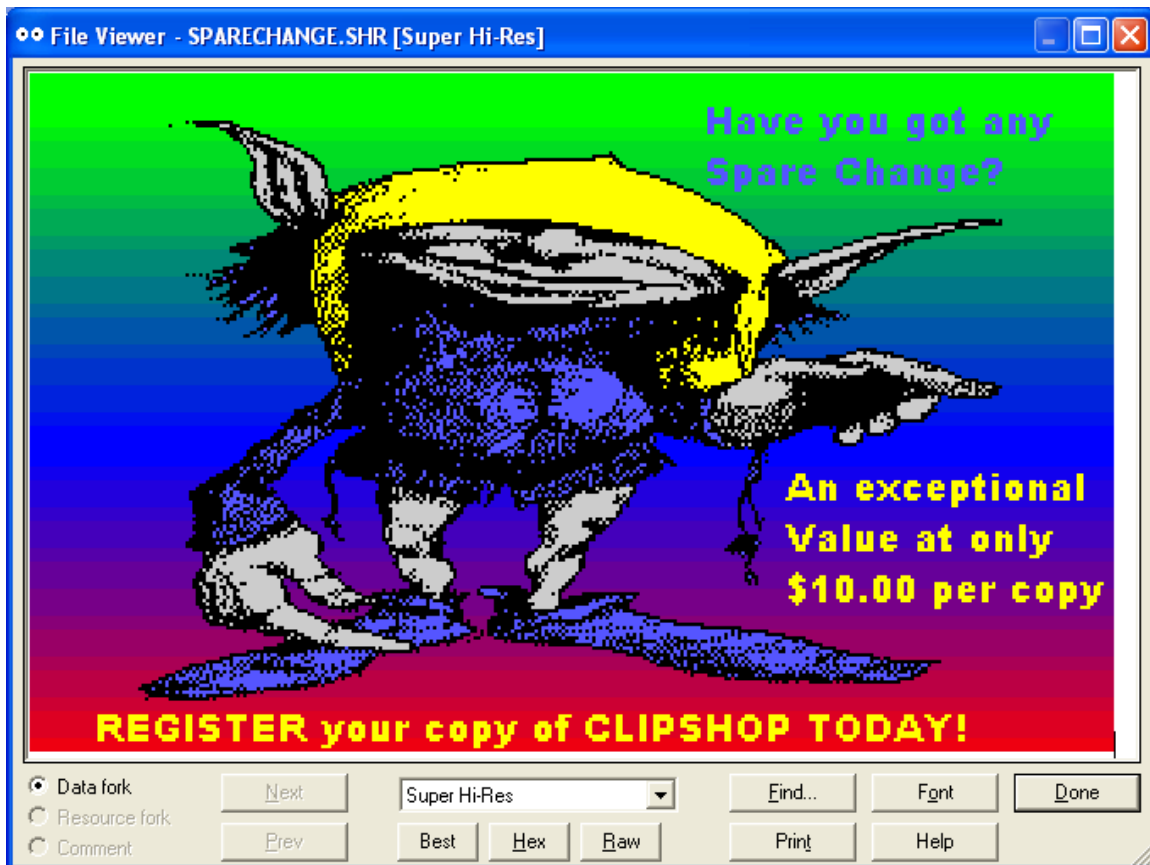 File Viewer - SPARECHANGE.SHR [Super Hi-Res]
Have you got any
Spare Change?
An exceptional
Value at only
$10.00 per copy
REGISTER your copy of CLIPSHOP TODAY!
Data fork
Resource fork
Comment
Next
Prev
Super Hi-Res
Best
Hex
Raw
Find...
Font
Done
Print
Help